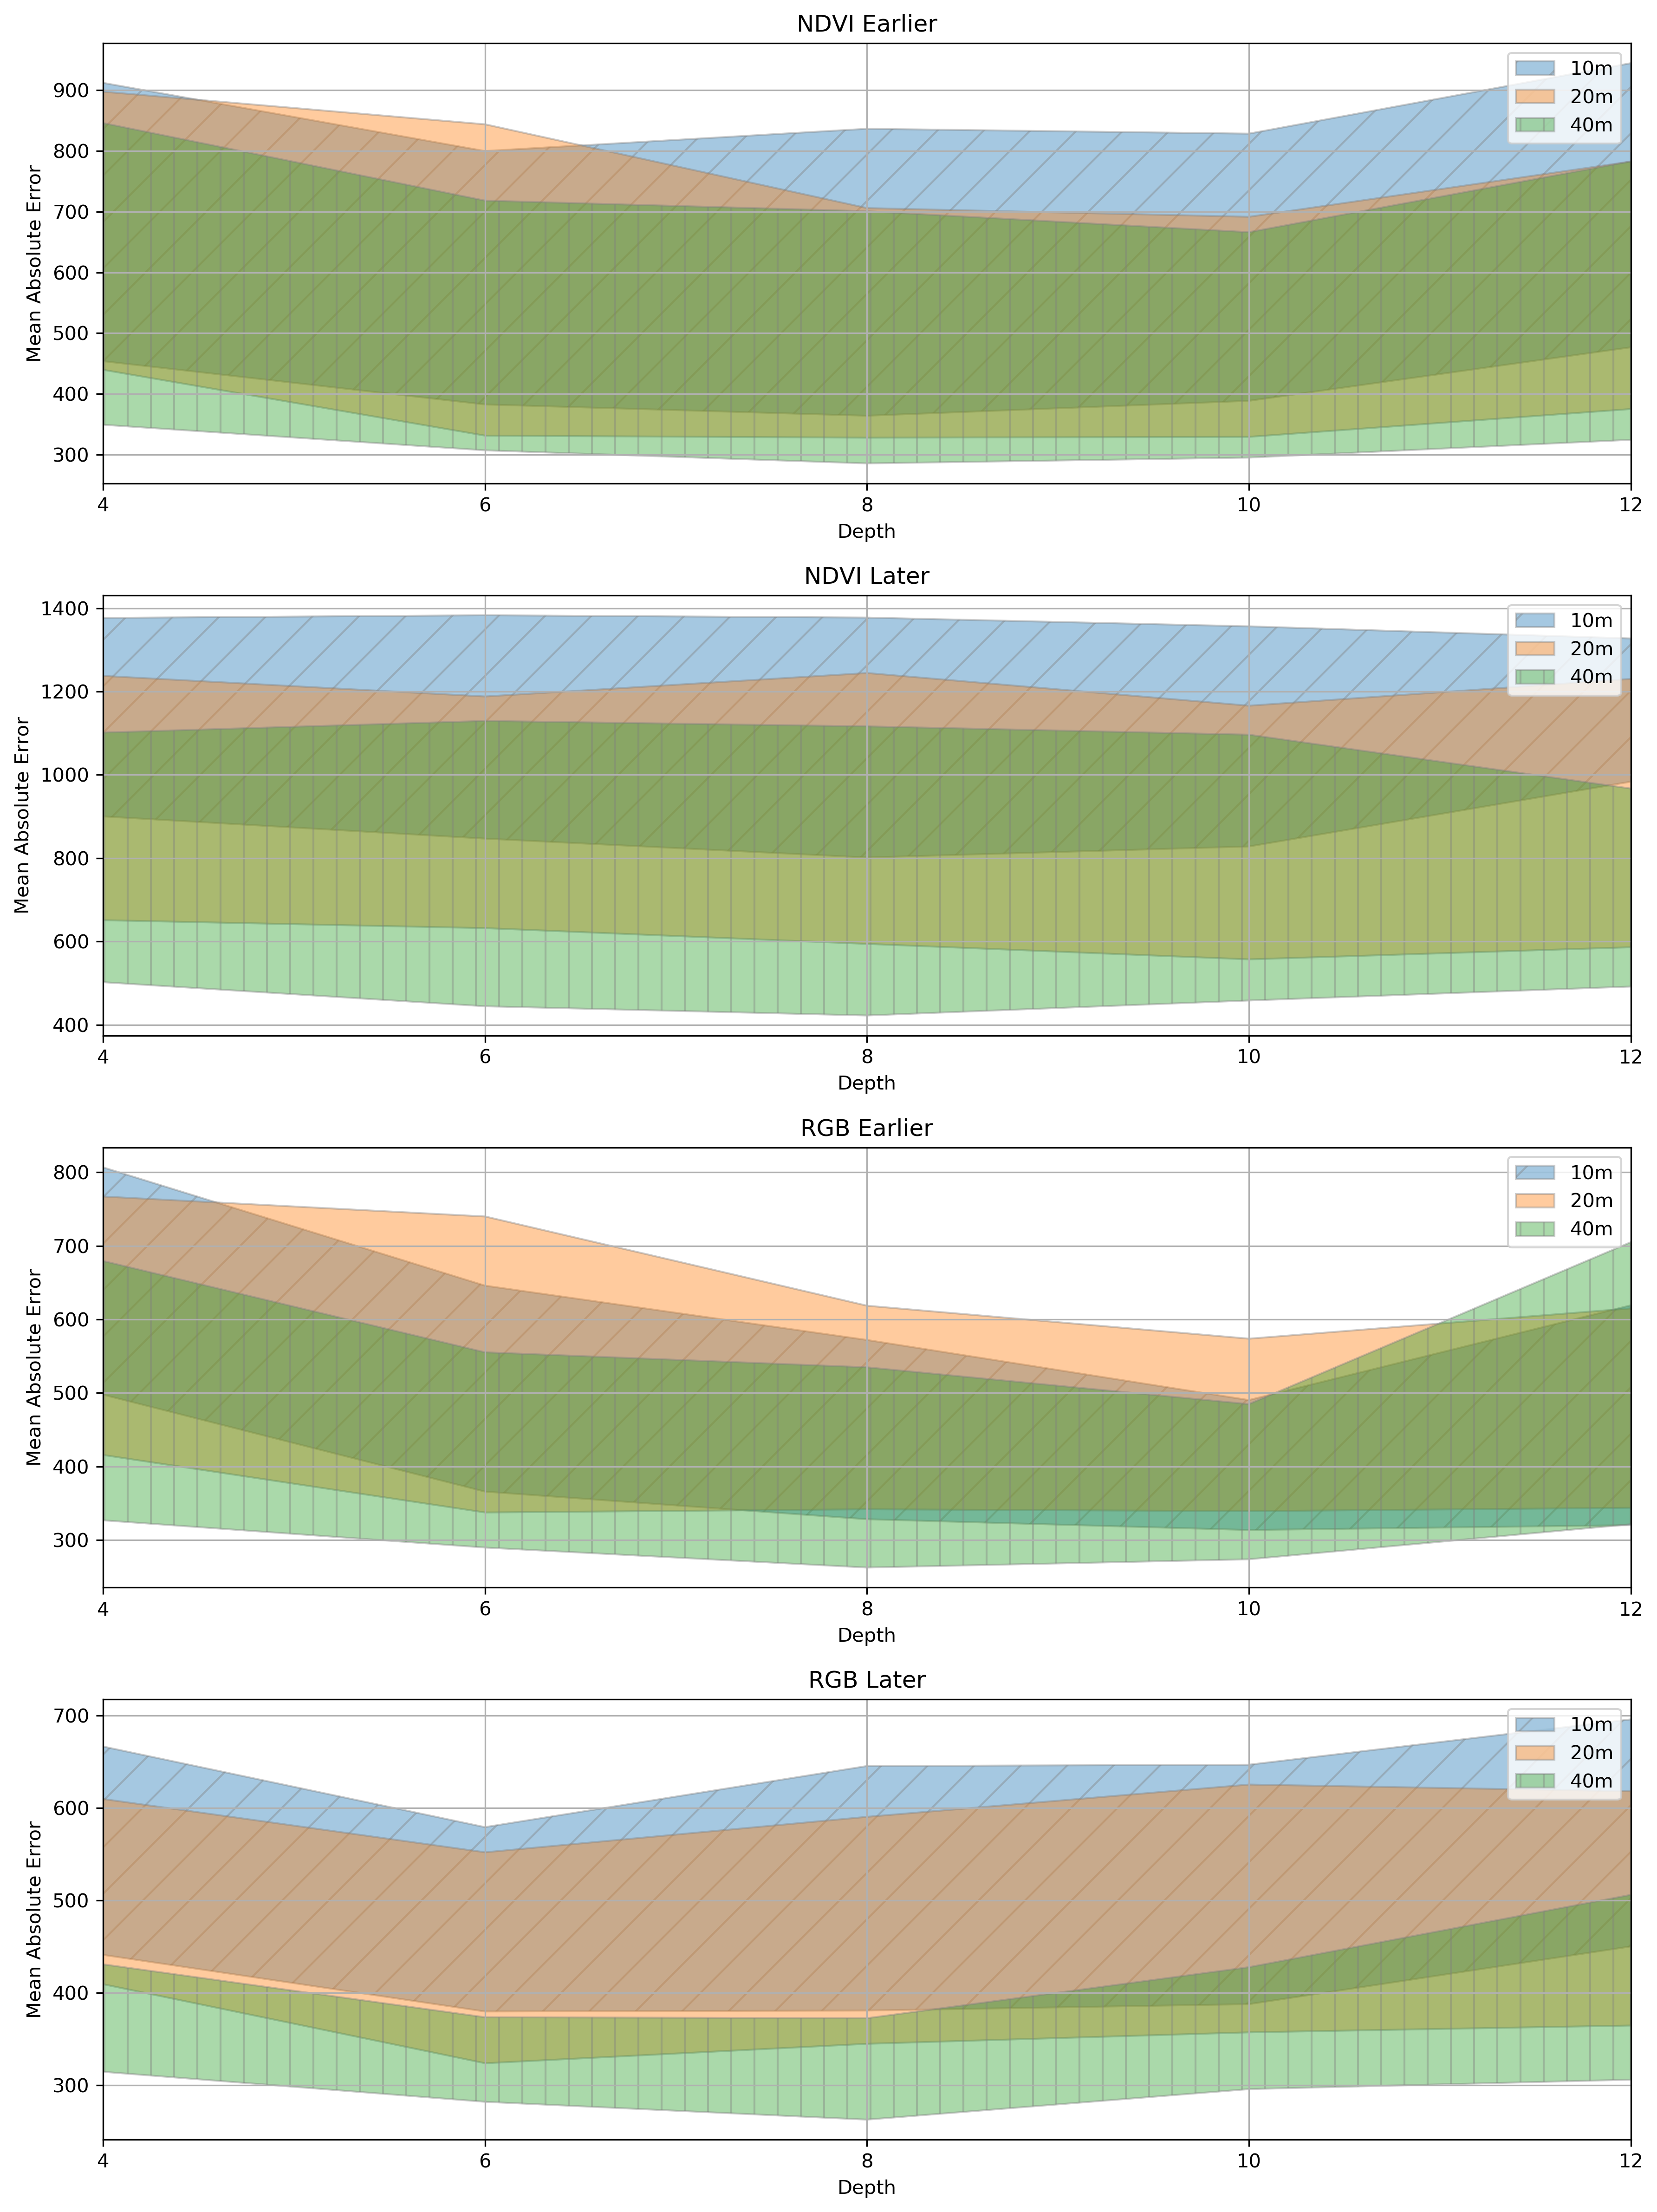 NDVI Earlier
Mean Absolute Error
900
800
700
600
500
400
300
10m
20m
40m
4 6 8 10 12
Depth
NDVI Later
Mean Absolute Error
1400
1200
1000
800
600
400
10m
20m
40m
4 6 8 10 12
Depth
RGB Earlier
Mean Absolute Error
800
700
600
500
400
300
10m
20m
40m
4 6 8 10 12
Depth
RGB Later
Mean Absolute Error
700
600
500
400
300
10m
20m
40m
4 6 8 10 12
Depth